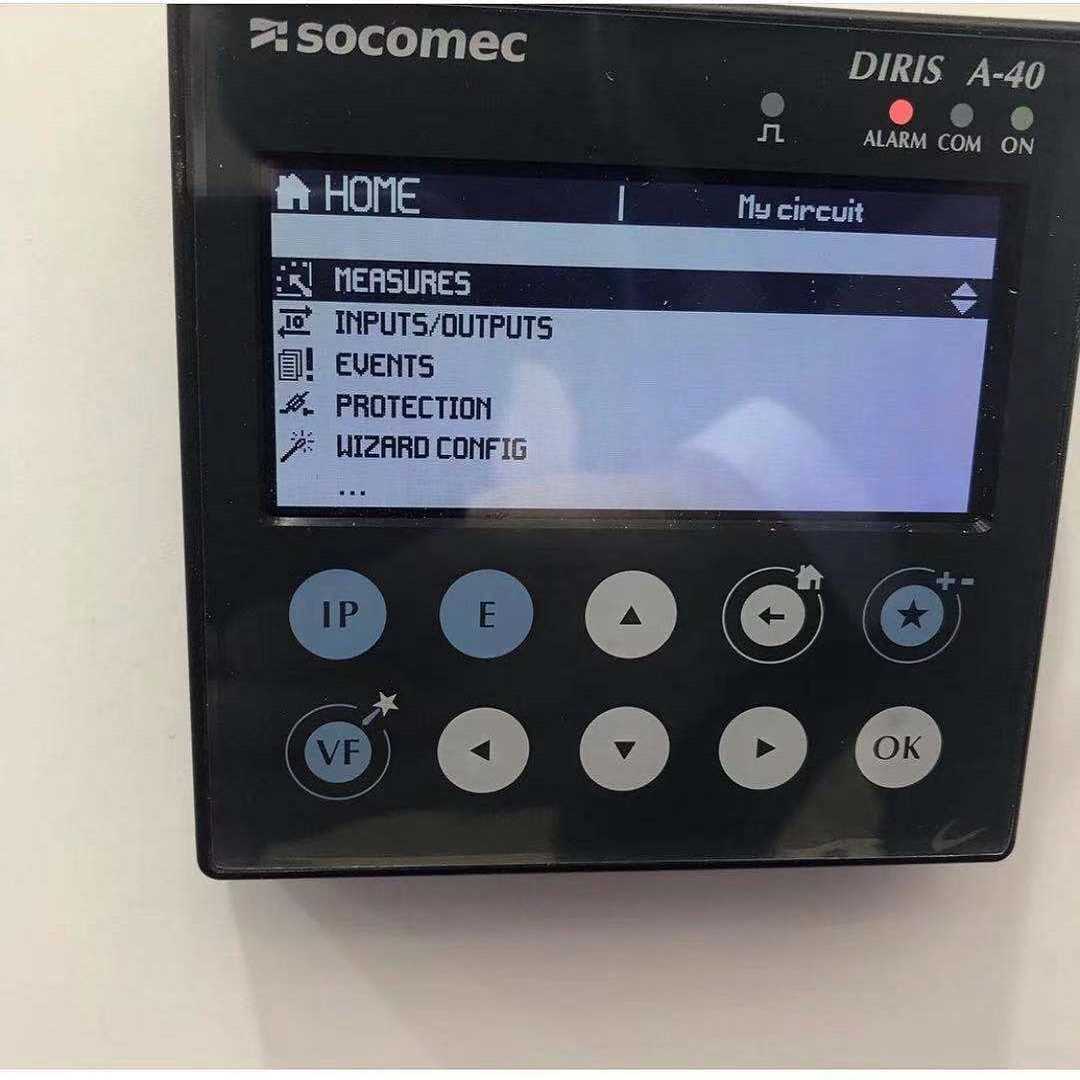 socomec
DIRIS A-40
ALARM COM ON
HOME | My circuit
MEASURES
INPUTS/OUTPUTS
EVENTS
PROTECTION
WIZARD CONFIG
...
IP E
+ -
VF OK